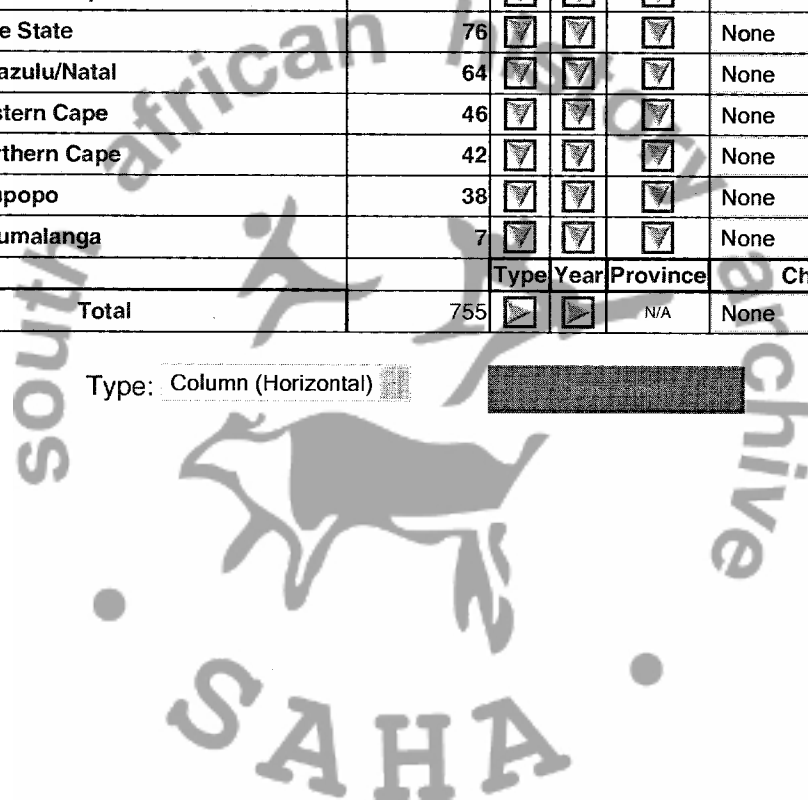 e State 76 None
azulu/Natal 64 None
stern Cape 46 None
rthern Cape 42 None
popo 38 None
umalanga 7 None
Type Year Province Ch
Total 755 N/A None
Type: Column (Horizontal)
south african history archive
SAHA